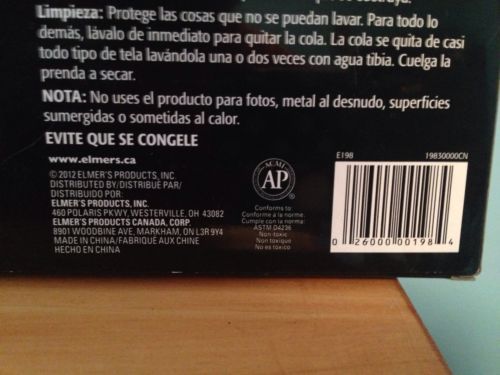 Limpieza: Protege las cosas que no se puedan lavar. Para todo lo
demás, lávalo de inmediato para quitar la cola. La cola se quita de casi
todo tipo de tela lavándola una o dos veces con agua tibia. Cuelga la
prenda a secar.
NOTA: No uses el producto para fotos, metal al desnudo, superficies
sumergidas o sometidas al calor.
EVITE QUE SE CONGELE
www.elmers.ca
© 2012 ELMER'S PRODUCTS, INC.
DISTRIBUTED BY/DISTRIBUÉ PAR/
DISTRIBUIDO POR:
ELMER'S PRODUCTS, INC.
460 POLARIS PKWY, WESTERVILLE, OH 43082
ELMER'S PRODUCTS CANADA, CORP.
8901 WOODBINE AVE, MARKHAM, ON L3R 9Y4
MADE IN CHINA/FABRIQUÉ AUX CHINE
HECHO EN CHINA
ACMI
AP
Conforms to
Conforme à la norme
Cumple con la norma:
ASTM D4236
Non-toxic
Non toxique
No es tóxico
E198 19830000CN
0 26000 00198 4